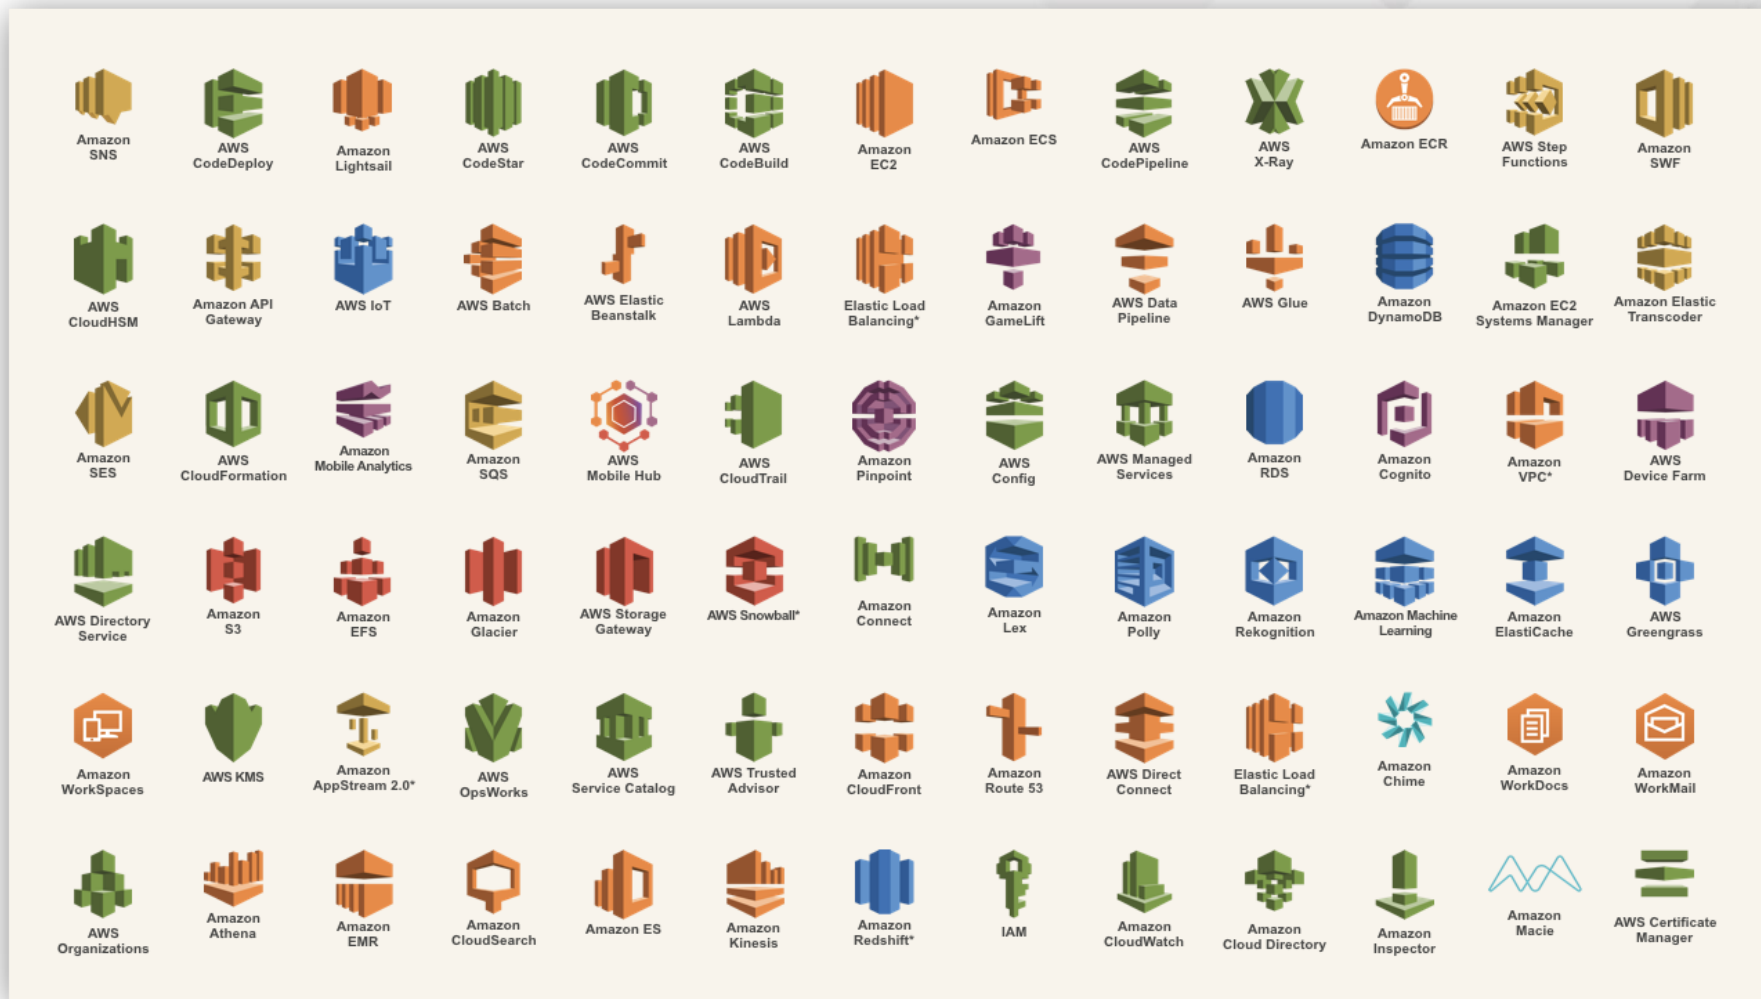 Amazon
SNS
AWS
CodeDeploy
Amazon
Lightsail
AWS
CodeStar
AWS
CodeCommit
AWS
CodeBuild
Amazon
EC2
Amazon ECS
AWS
CodePipeline
AWS
X-Ray
Amazon ECR
AWS Step
Functions
Amazon
SWF
AWS
CloudHSM
Amazon API
Gateway
AWS IoT
AWS Batch
AWS Elastic
Beanstalk
AWS
Lambda
Elastic Load
Balancing*
Amazon
GameLift
AWS Data
Pipeline
AWS Glue
Amazon
DynamoDB
Amazon EC2
Systems Manager
Amazon Elastic
Transcoder
Amazon
SES
AWS
CloudFormation
Amazon
Mobile Analytics
Amazon
SQS
AWS
Mobile Hub
AWS
CloudTrail
Amazon
Pinpoint
AWS
Config
AWS Managed
Services
Amazon
RDS
Amazon
Cognito
Amazon
VPC*
AWS
Device Farm
AWS Directory
Service
Amazon
S3
Amazon
EFS
Amazon
Glacier
AWS Storage
Gateway
AWS Snowball*
Amazon
Connect
Amazon
Lex
Amazon
Polly
Amazon
Rekognition
Amazon Machine
Learning
Amazon
ElastiCache
AWS
Greengrass
Amazon
WorkSpaces
AWS KMS
Amazon
AppStream 2.0*
AWS
OpsWorks
AWS
Service Catalog
AWS Trusted
Advisor
Amazon
CloudFront
Amazon
Route 53
AWS Direct
Connect
Elastic Load
Balancing*
Amazon
Chime
Amazon
WorkDocs
Amazon
WorkMail
AWS
Organizations
Amazon
Athena
Amazon
EMR
Amazon
CloudSearch
Amazon ES
Amazon
Kinesis
Amazon
Redshift*
IAM
Amazon
CloudWatch
Amazon
Cloud Directory
Amazon
Inspector
Amazon
Macie
AWS Certificate
Manager